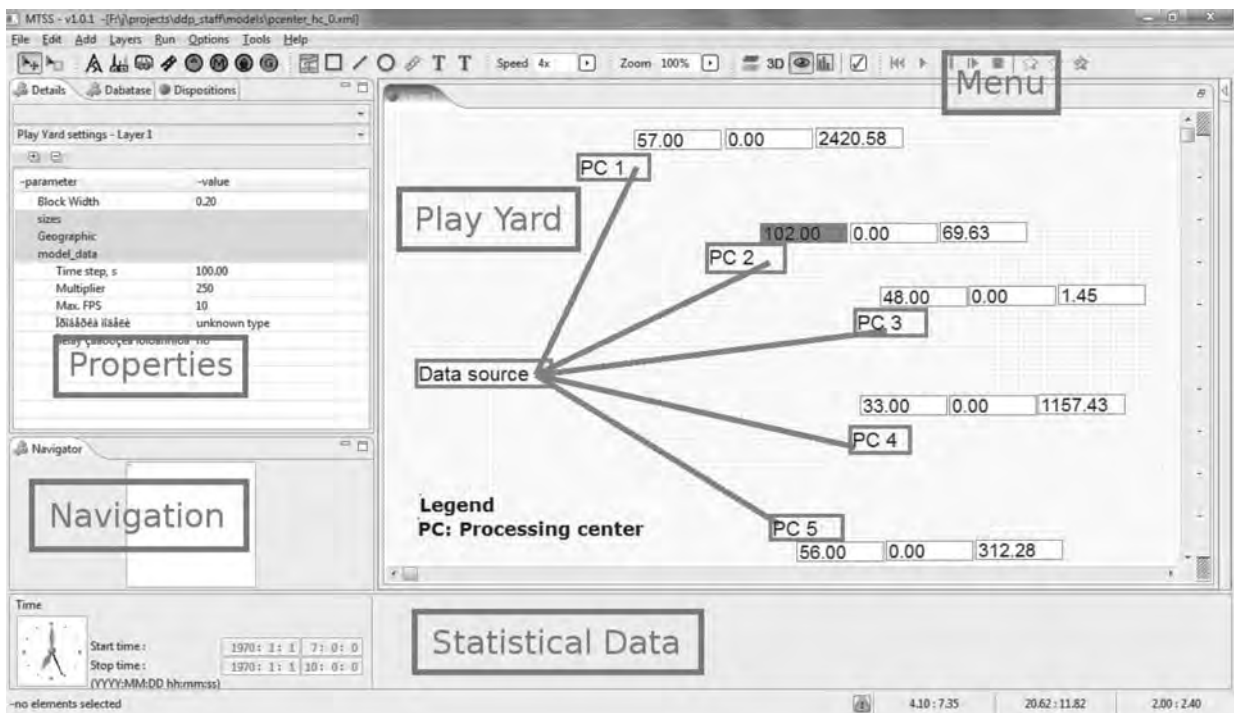 MTSS - v1.0.1 -[F:\j\projects\ddp_staff\models\pcenter_hc_0.xml]
File Edit Add Layers Run Options Tools Help
T T Speed 4x Zoom 100% 3D
Menu
Details Dabatase Dispositions
Play Yard settings - Layer 1
-parameter -value
Block Width 0.20
sizes
Geographic
model_data
Time step, s 100.00
Multiplier 250
Max. FPS 10
unknown type
no
Properties
Navigator
Navigation
Play Yard
57.00 0.00 2420.58
PC 1
102.00 0.00 69.63
PC 2
48.00 0.00 1.45
PC 3
Data source
33.00 0.00 1157.43
PC 4
Legend
PC: Processing center
PC 5
56.00 0.00 312.28
Time
Start time : 1970: 1: 1 7: 0: 0
Stop time : 1970: 1: 1 10: 0: 0
(YYYY:MM:DD hh:mm:ss)
Statistical Data
-no elements selected 4.10 : 7.35 20.62 : 11.82 2.00 : 2.40